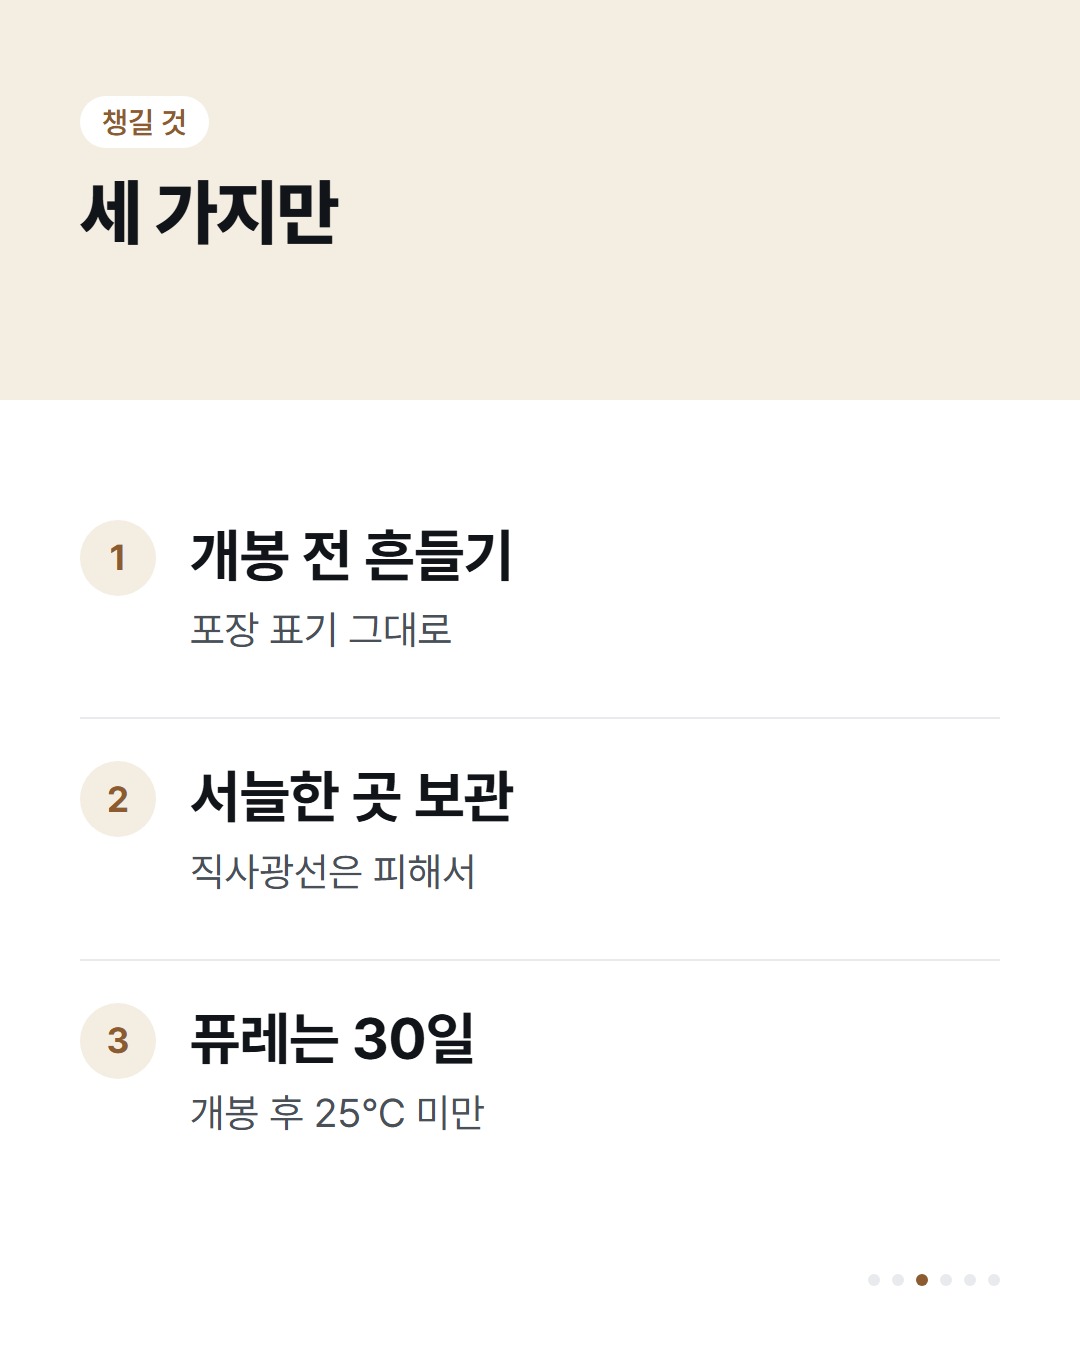 챙길 것
세 가지만
1
개봉 전 흔들기
포장 표기 그대로
2
서늘한 곳 보관
직사광선은 피해서
3
퓨레는 30일
개봉 후 25°C 미만